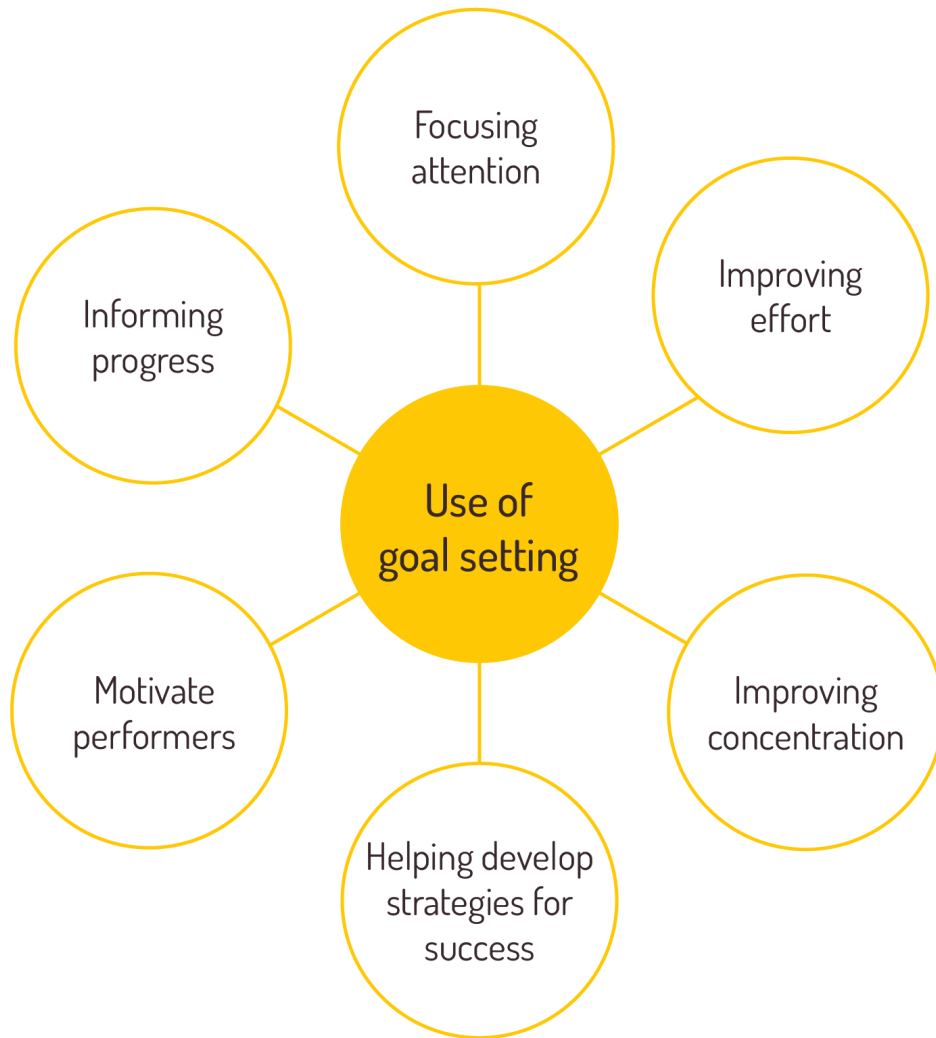 Focusing
attention
Improving
effort
Informing
progress
Use of
goal setting
Motivate
performers
Improving
concentration
Helping develop
strategies for
success